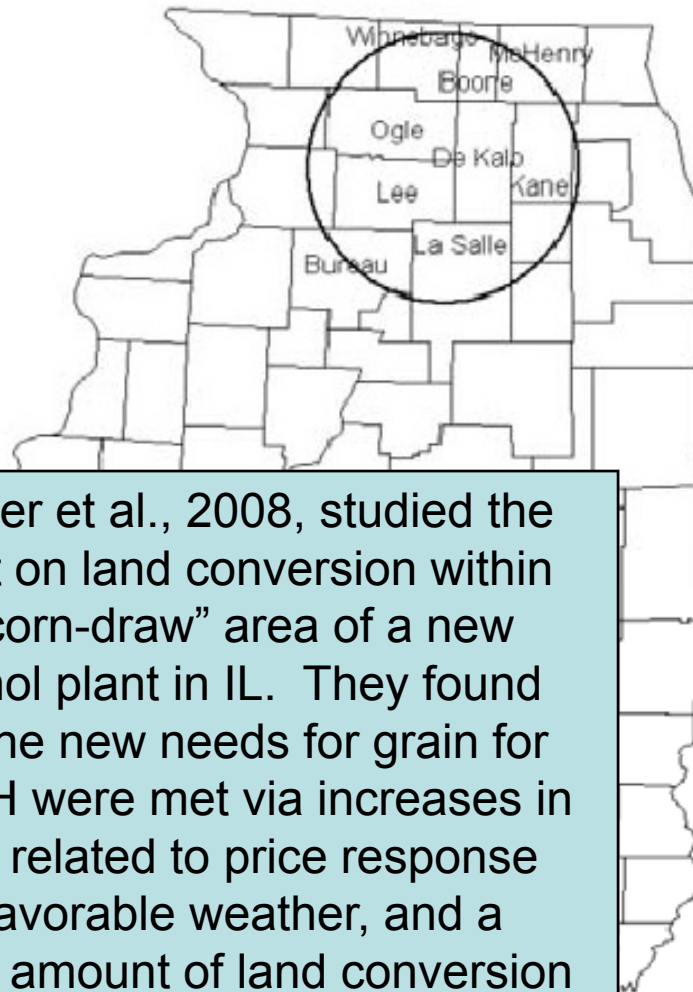 Winnebago
McHenry
Boone
Ogle
De Kalb
Kane
Lee
La Salle
Bureau
er et al., 2008, studied the
on land conversion within
corn-draw” area of a new
nol plant in IL. They found
he new needs for grain for
H were met via increases in
related to price response
avorable weather, and a
amount of land conversion